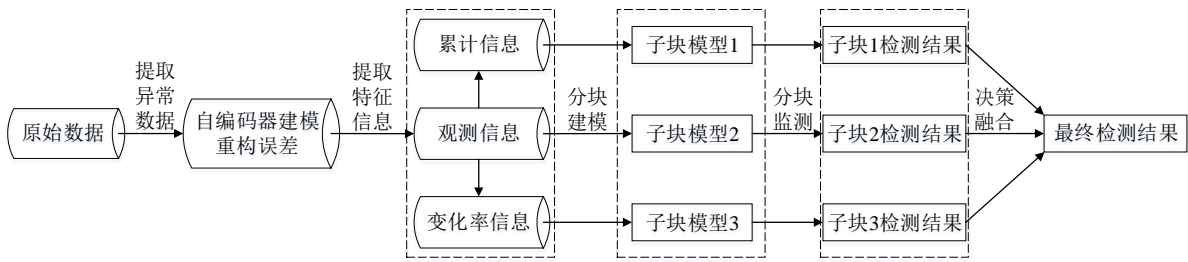 原始数据
提取
异常
数据
自编码器建模
重构误差
提取
特征
信息
累计信息
观测信息
变化率信息
分块
建模
子块模型1
子块模型2
子块模型3
分块
监测
子块1检测结果
子块2检测结果
子块3检测结果
决策
融合
最终检测结果